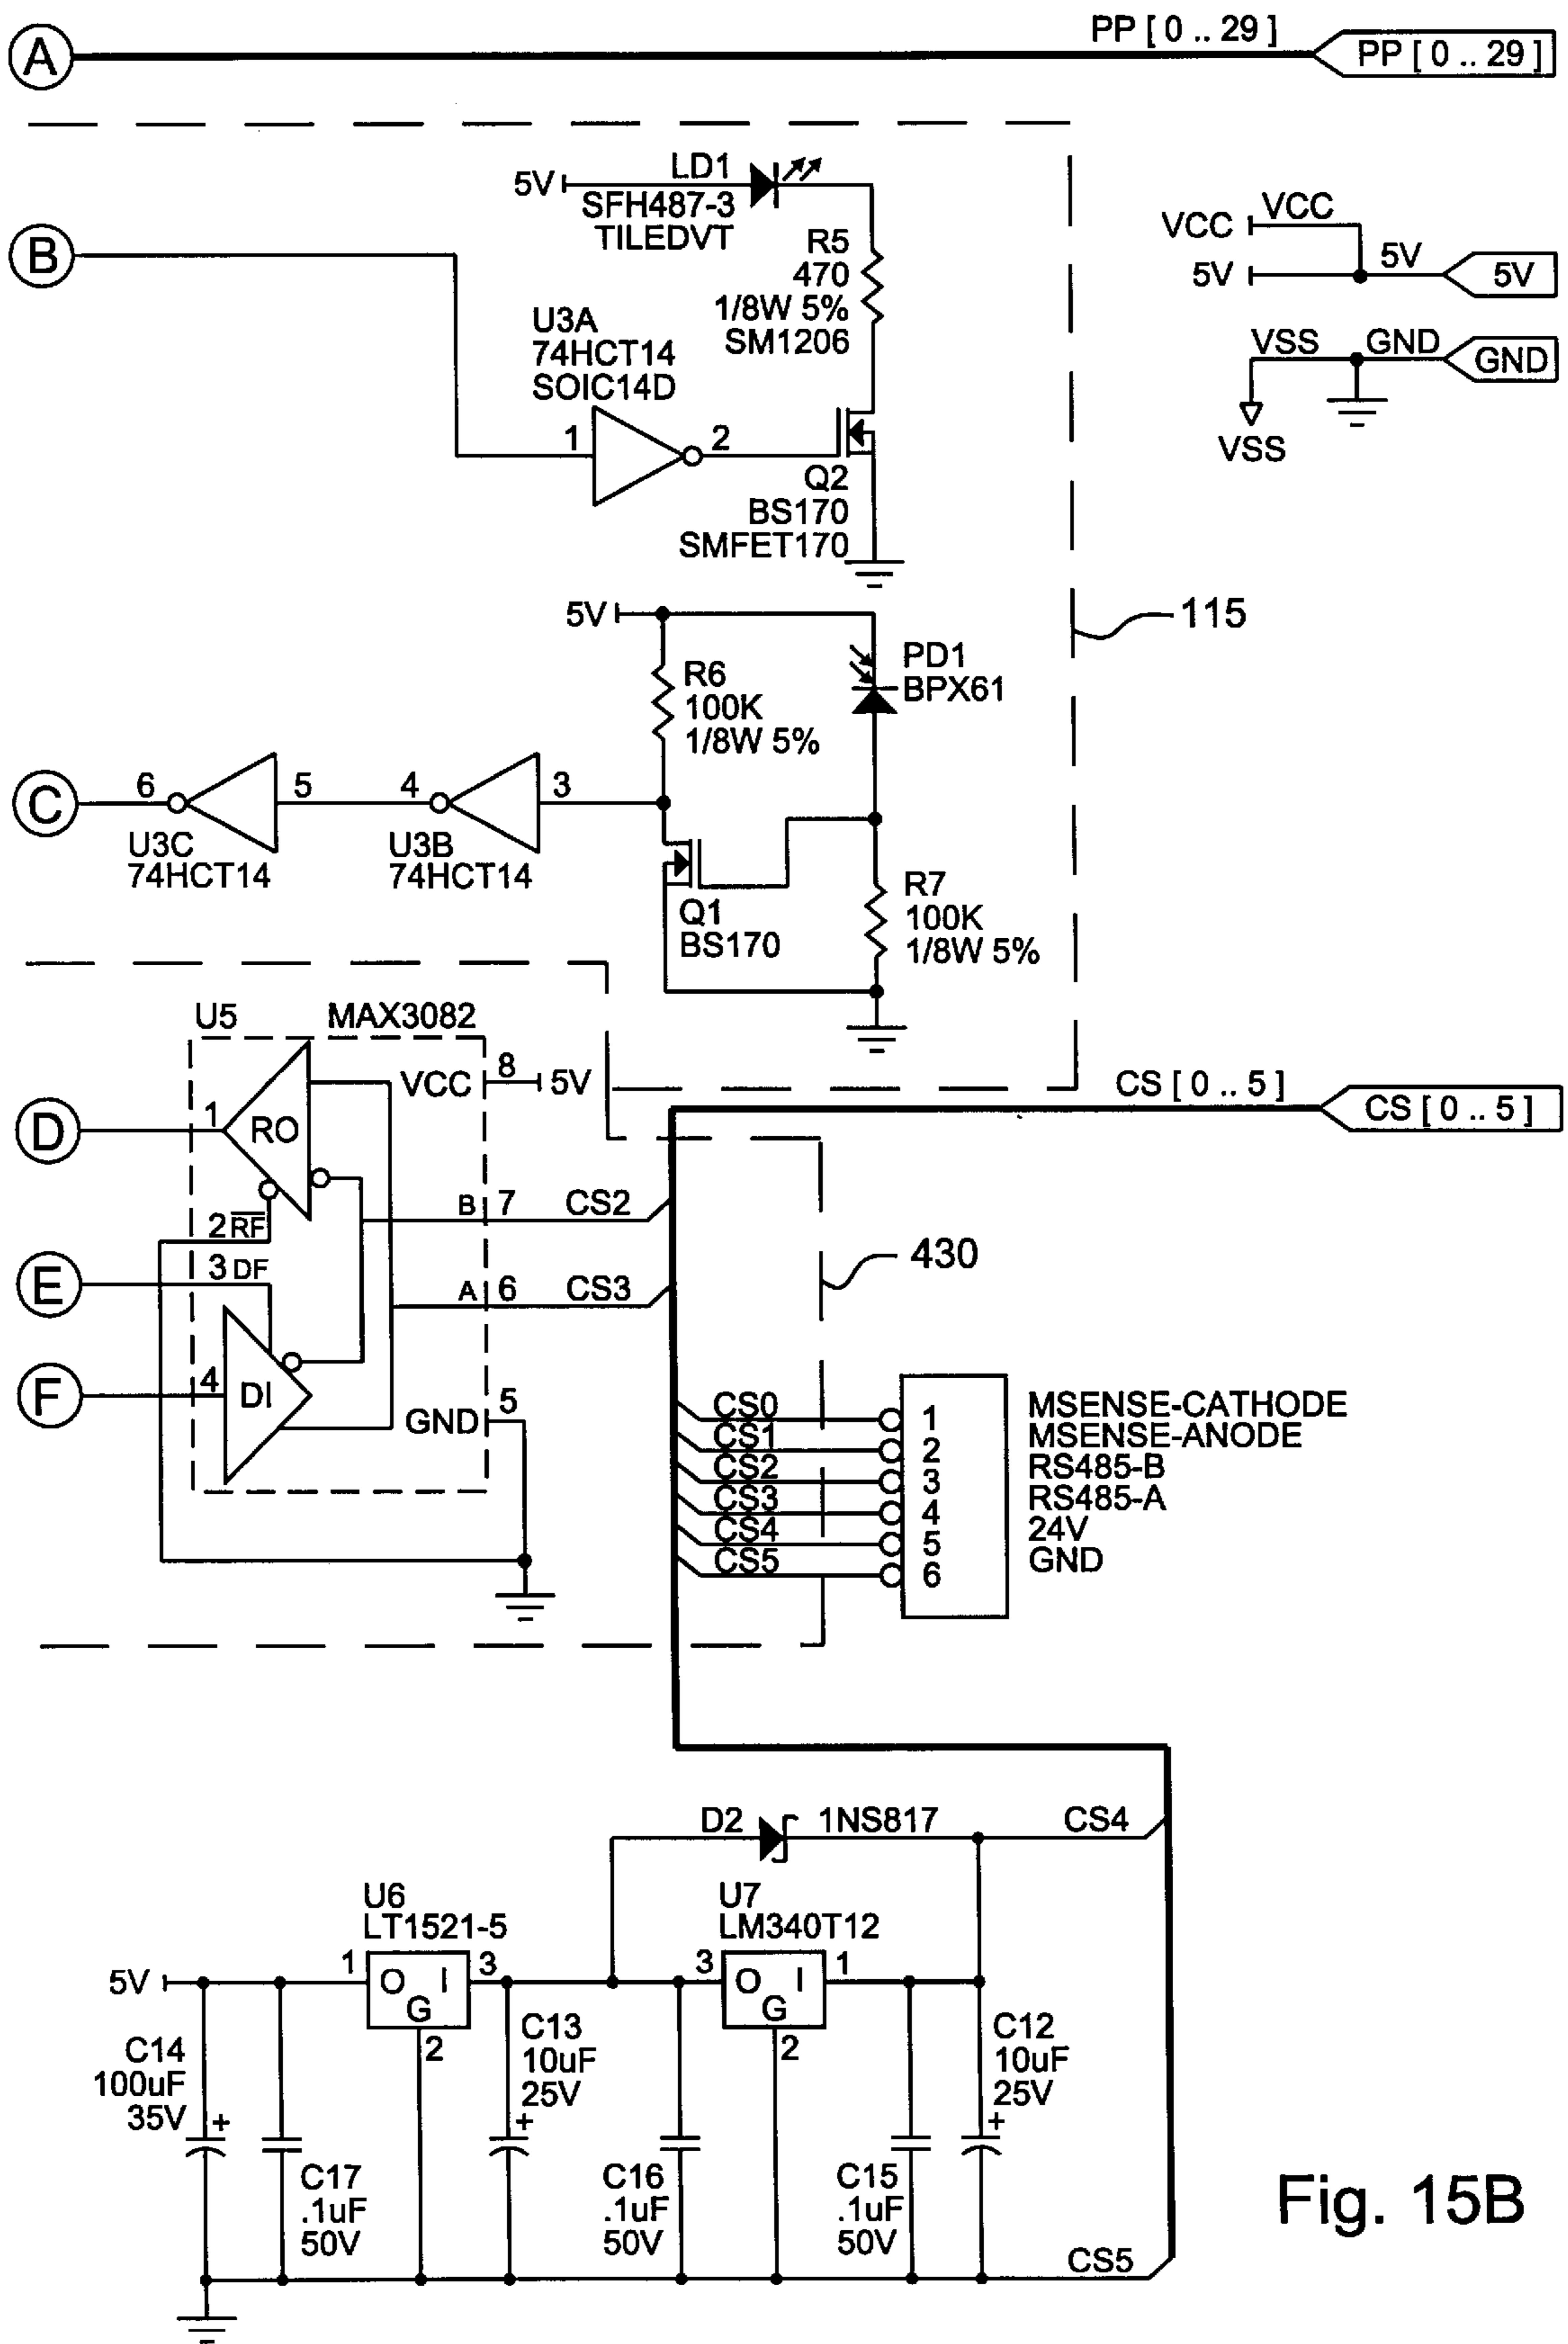 A
PP [ 0 .. 29 ]
PP [ 0 .. 29 ]
LD1
5V
SFH487-3
TILEDVT
B
R5
470
1/8W 5%
SM1206
VCC
VCC
5V
5V
5V
U3A
74HCT14
SOIC14D
VSS
GND
GND
VSS
1
2
Q2
BS170
SMFET170
5V
115
R6
100K
1/8W 5%
PD1
BPX61
C
6
5
4
3
U3C
74HCT14
U3B
74HCT14
Q1
BS170
R7
100K
1/8W 5%
U5
MAX3082
VCC
8
5V
CS [ 0 .. 5 ]
CS [ 0 .. 5 ]
D
1
RO
B
7
CS2
2 RF
430
E
3 DF
A
6
CS3
F
4
DI
GND
5
CS0
1
MSENSE-CATHODE
CS1
2
MSENSE-ANODE
CS2
3
RS485-B
CS3
4
RS485-A
CS4
5
24V
CS5
6
GND
D2
1NS817
CS4
U6
LT1521-5
U7
LM340T12
5V
1
O
I
G
3
2
3
O
I
G
1
2
C14
100uF
35V
+
C13
10uF
25V
+
C12
10uF
25V
+
C17
.1uF
50V
C16
.1uF
50V
C15
.1uF
50V
CS5
Fig. 15B